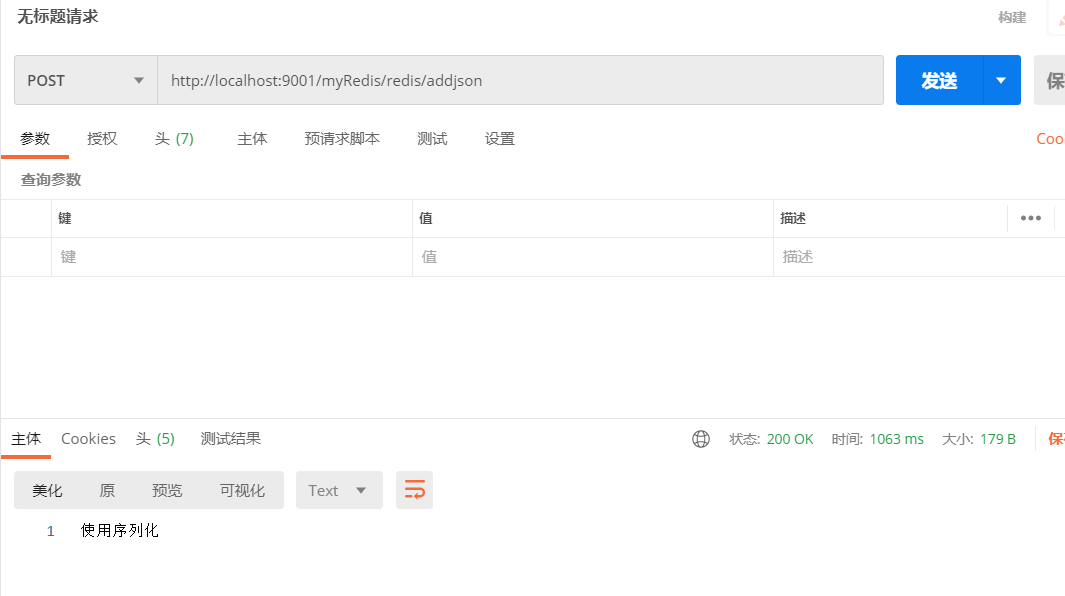 无标题请求
构建
POST
http://localhost:9001/myRedis/redis/addjson
发送
参数
授权
头 (7)
主体
预请求脚本
测试
设置
查询参数
键
值
描述
键
值
描述
主体
Cookies
头 (5)
测试结果
状态: 200 OK
时间: 1063 ms
大小: 179 B
美化
原
预览
可视化
Text
1
使用序列化